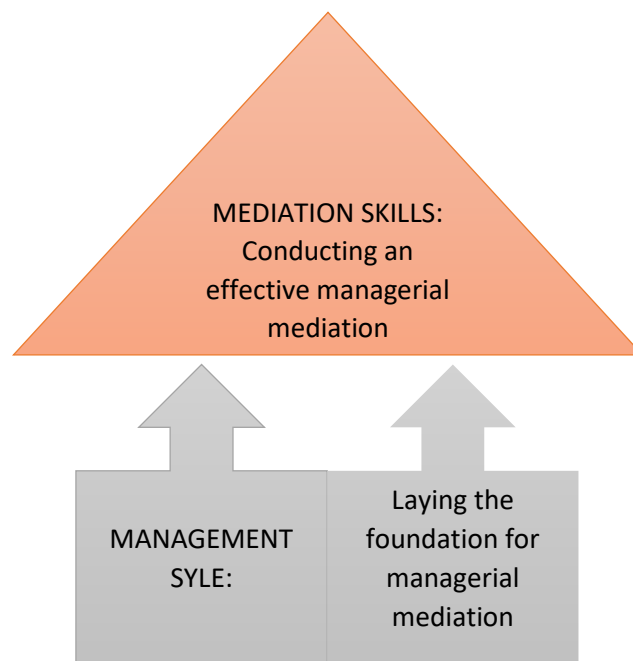 MEDIATION SKILLS:
Conducting an
effective managerial
mediation
MANAGEMENT
SYLE:
Laying the
foundation for
managerial
mediation